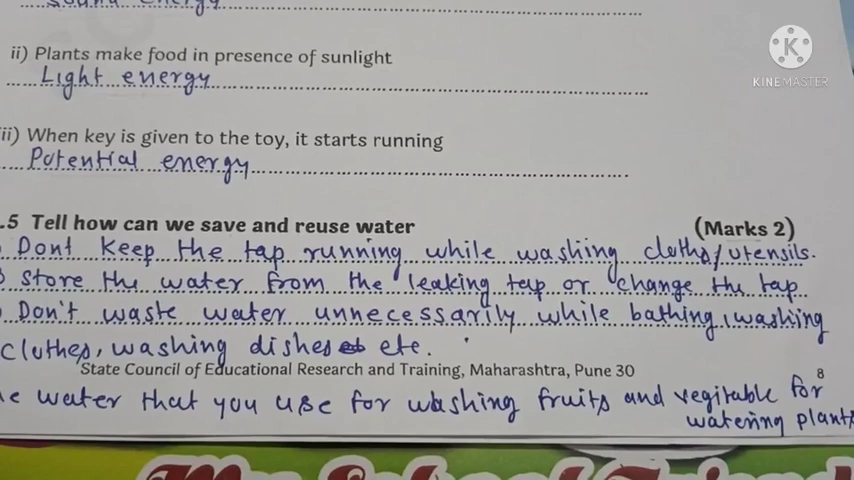 Sound energy
ii) Plants make food in presence of sunlight
Light energy
ii) When key is given to the toy, it starts running
Potential energy
.5 Tell how can we save and reuse water (Marks 2)
Dont Keep the tap running while washing cloths/utensils.
Store the water from the leaking tap or change the tap
Don't waste water unnecessarily while bathing, washing
clothes, washing dishes etc.
State Council of Educational Research and Training, Maharashtra, Pune 30 8
e water that you use for washing fruits and vegitable for
watering plants
KINEMASTER